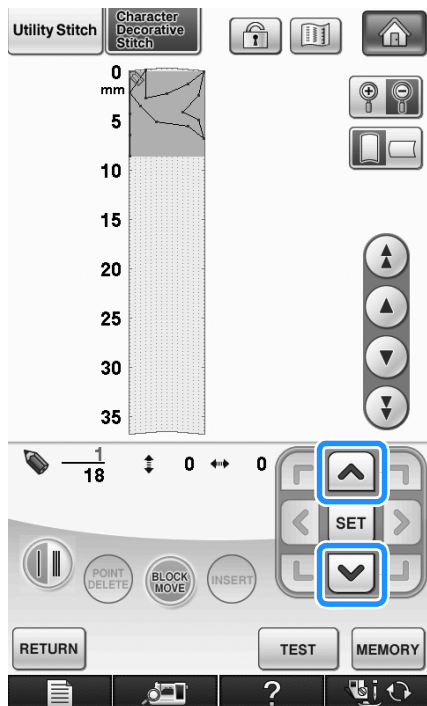 Utility Stitch
Character
Decorative
Stitch
0
mm
5
10
15
20
25
30
35
1
18
0
0
SET
POINT
DELETE
BLOCK
MOVE
INSERT
RETURN
TEST
MEMORY
?